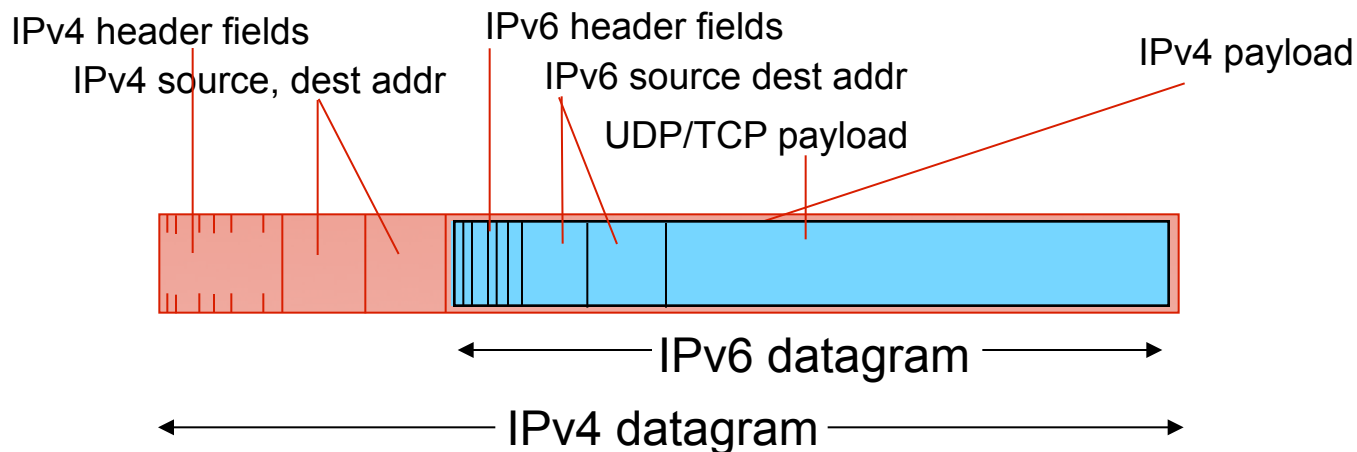 IPv4 header fields
IPv6 header fields
IPv4 payload
IPv4 source, dest addr
IPv6 source dest addr
UDP/TCP payload
IPv6 datagram
IPv4 datagram